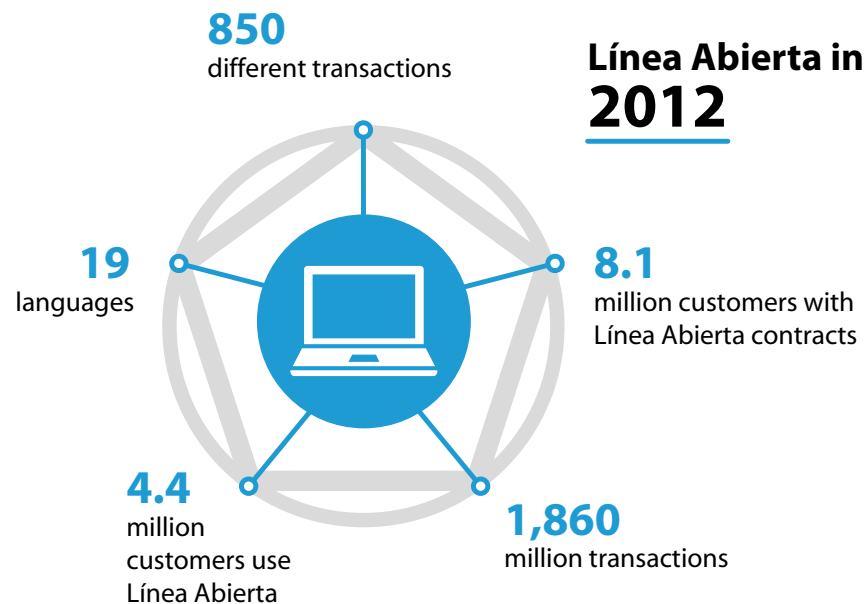 850
different transactions
Línea Abierta in
2012
19
languages
8.1
million customers with
Línea Abierta contracts
4.4
million
customers use
Línea Abierta
1,860
million transactions